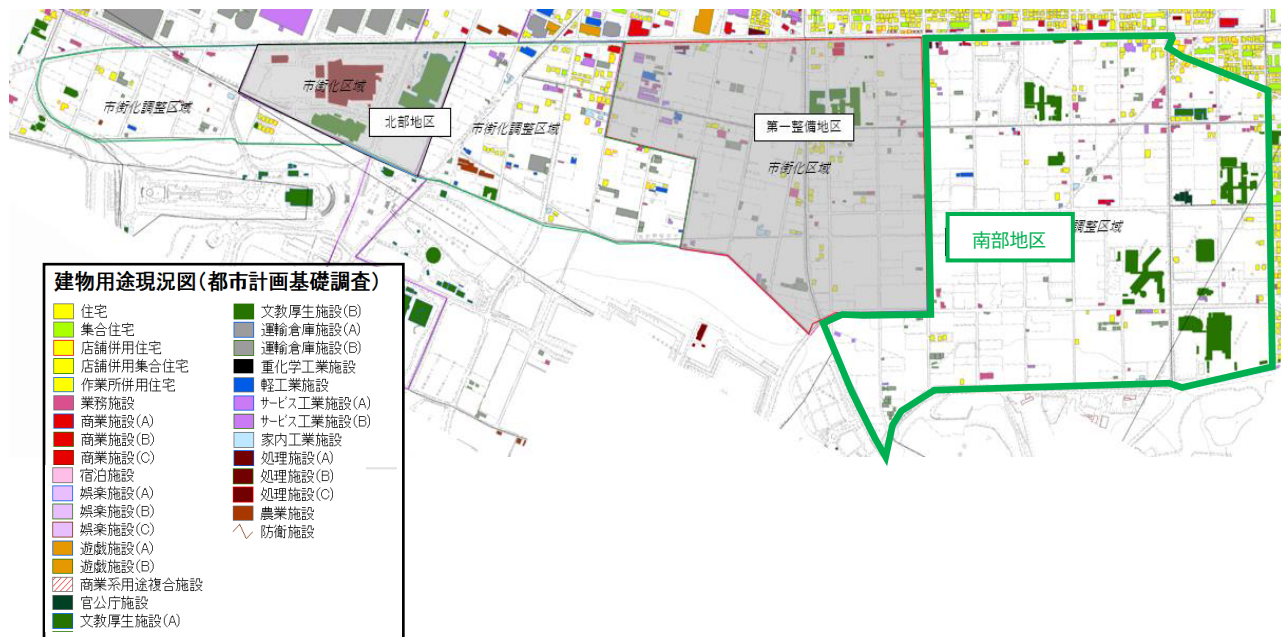 市街化区域
市街化調整区域
北部地区
市街化調整区域
第一整備地区
市街化区域
南部地区
調整区域
建物用途現況図(都市計画基礎調査)
住宅
集合住宅
店舗併用住宅
店舗併用集合住宅
作業所併用住宅
業務施設
商業施設(A)
商業施設(B)
商業施設(C)
宿泊施設
娯楽施設(A)
娯楽施設(B)
娯楽施設(C)
遊戯施設(A)
遊戯施設(B)
商業系用途複合施設
官公庁施設
文教厚生施設(A)
文教厚生施設(B)
運輸倉庫施設(A)
運輸倉庫施設(B)
重化学工業施設
軽工業施設
サービス工業施設(A)
サービス工業施設(B)
家内工業施設
処理施設(A)
処理施設(B)
処理施設(C)
農業施設
防衛施設